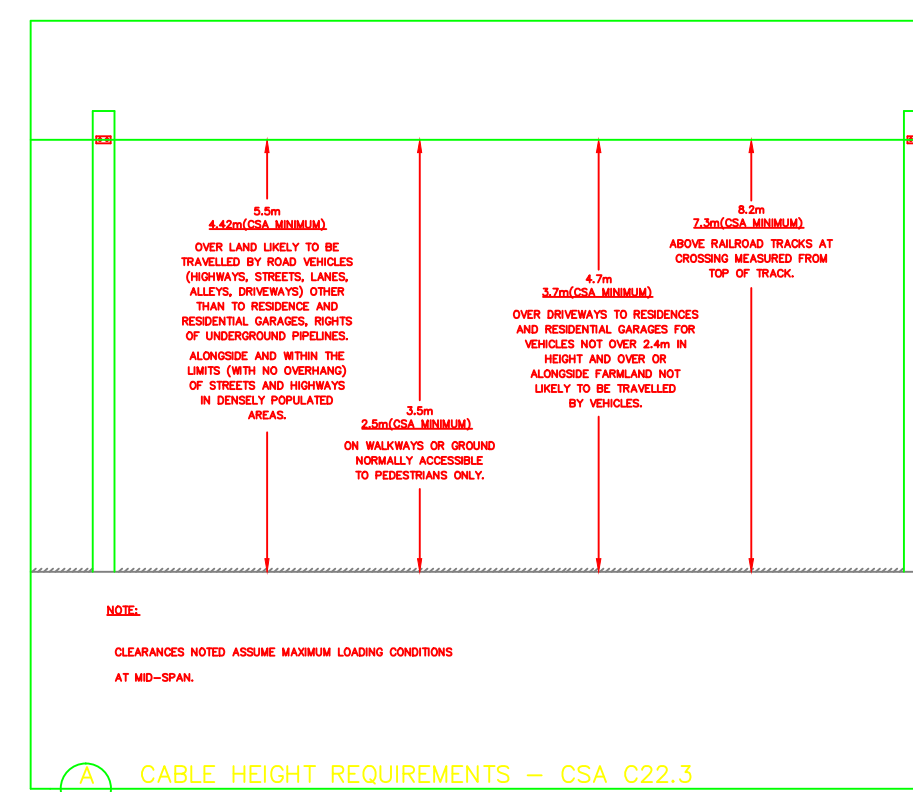 5.5m
4.42m(CSA MINIMUM)
OVER LAND LIKELY TO BE
TRAVELLED BY ROAD VEHICLES
(HIGHWAYS, STREETS, LANES,
ALLEYS, DRIVEWAYS) OTHER
THAN TO RESIDENCE AND
RESIDENTIAL GARAGES, RIGHTS
OF UNDERGROUND PIPELINES.
ALONGSIDE AND WITHIN THE
LIMITS (WITH NO OVERHANG)
OF STREETS AND HIGHWAYS
IN DENSELY POPULATED
AREAS.
3.5m
2.5m(CSA MINIMUM)
ON WALKWAYS OR GROUND
NORMALLY ACCESSIBLE
TO PEDESTRIANS ONLY.
4.7m
3.7m(CSA MINIMUM)
OVER DRIVEWAYS TO RESIDENCES
AND RESIDENTIAL GARAGES FOR
VEHICLES NOT OVER 2.4m IN
HEIGHT AND OVER OR
ALONGSIDE FARMLAND NOT
LIKELY TO BE TRAVELLED
BY VEHICLES.
8.2m
7.3m(CSA MINIMUM)
ABOVE RAILROAD TRACKS AT
CROSSING MEASURED FROM
TOP OF TRACK.
NOTE:
CLEARANCES NOTED ASSUME MAXIMUM LOADING CONDITIONS
AT MID-SPAN.
A CABLE HEIGHT REQUIREMENTS - CSA C22.3